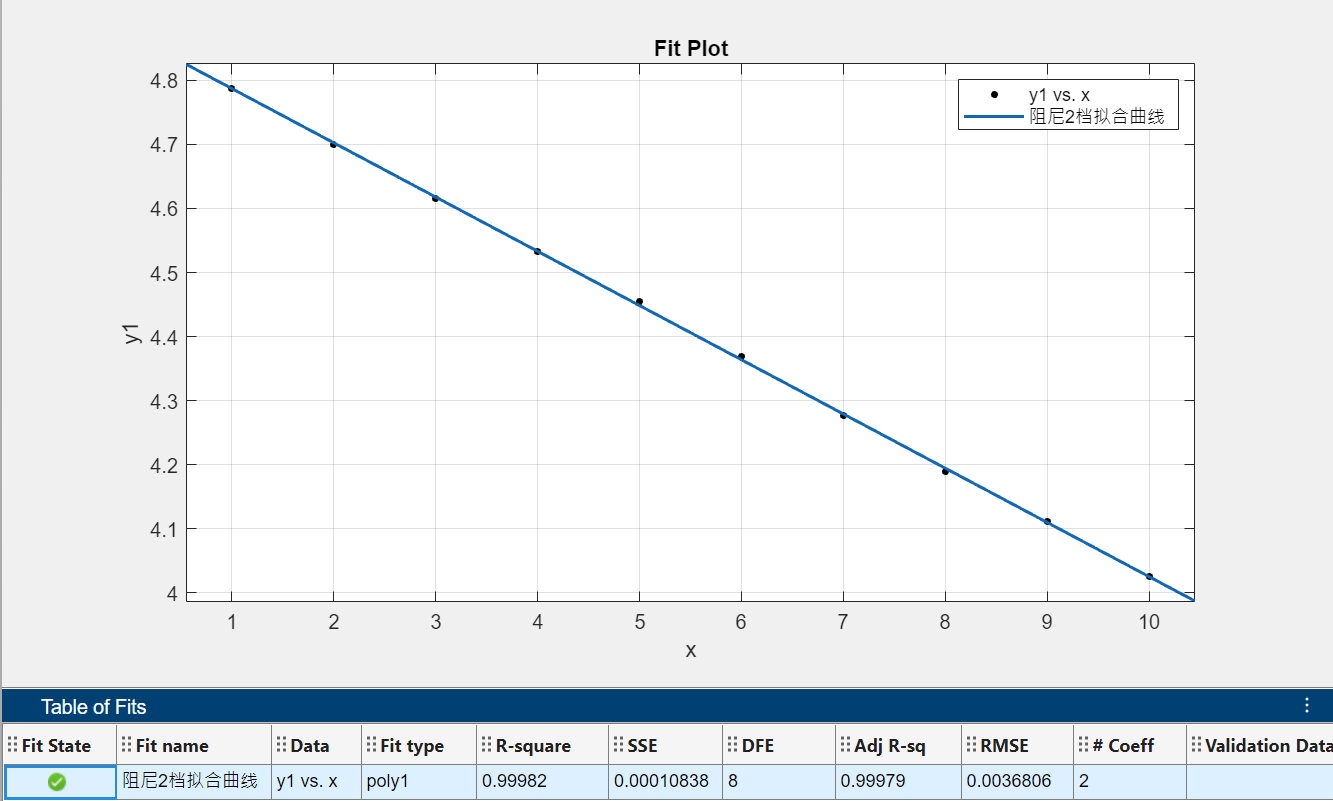 Fit Plot
y1 vs. x
阻尼2档拟合曲线
4.8
4.7
4.6
4.5
4.4
4.3
4.2
4.1
4
y1
1 2 3 4 5 6 7 8 9 10
x
Table of Fits
Fit State Fit name Data Fit type R-square SSE DFE Adj R-sq RMSE # Coeff Validation Data
阻尼2档拟合曲线 y1 vs. x poly1 0.99982 0.00010838 8 0.99979 0.0036806 2